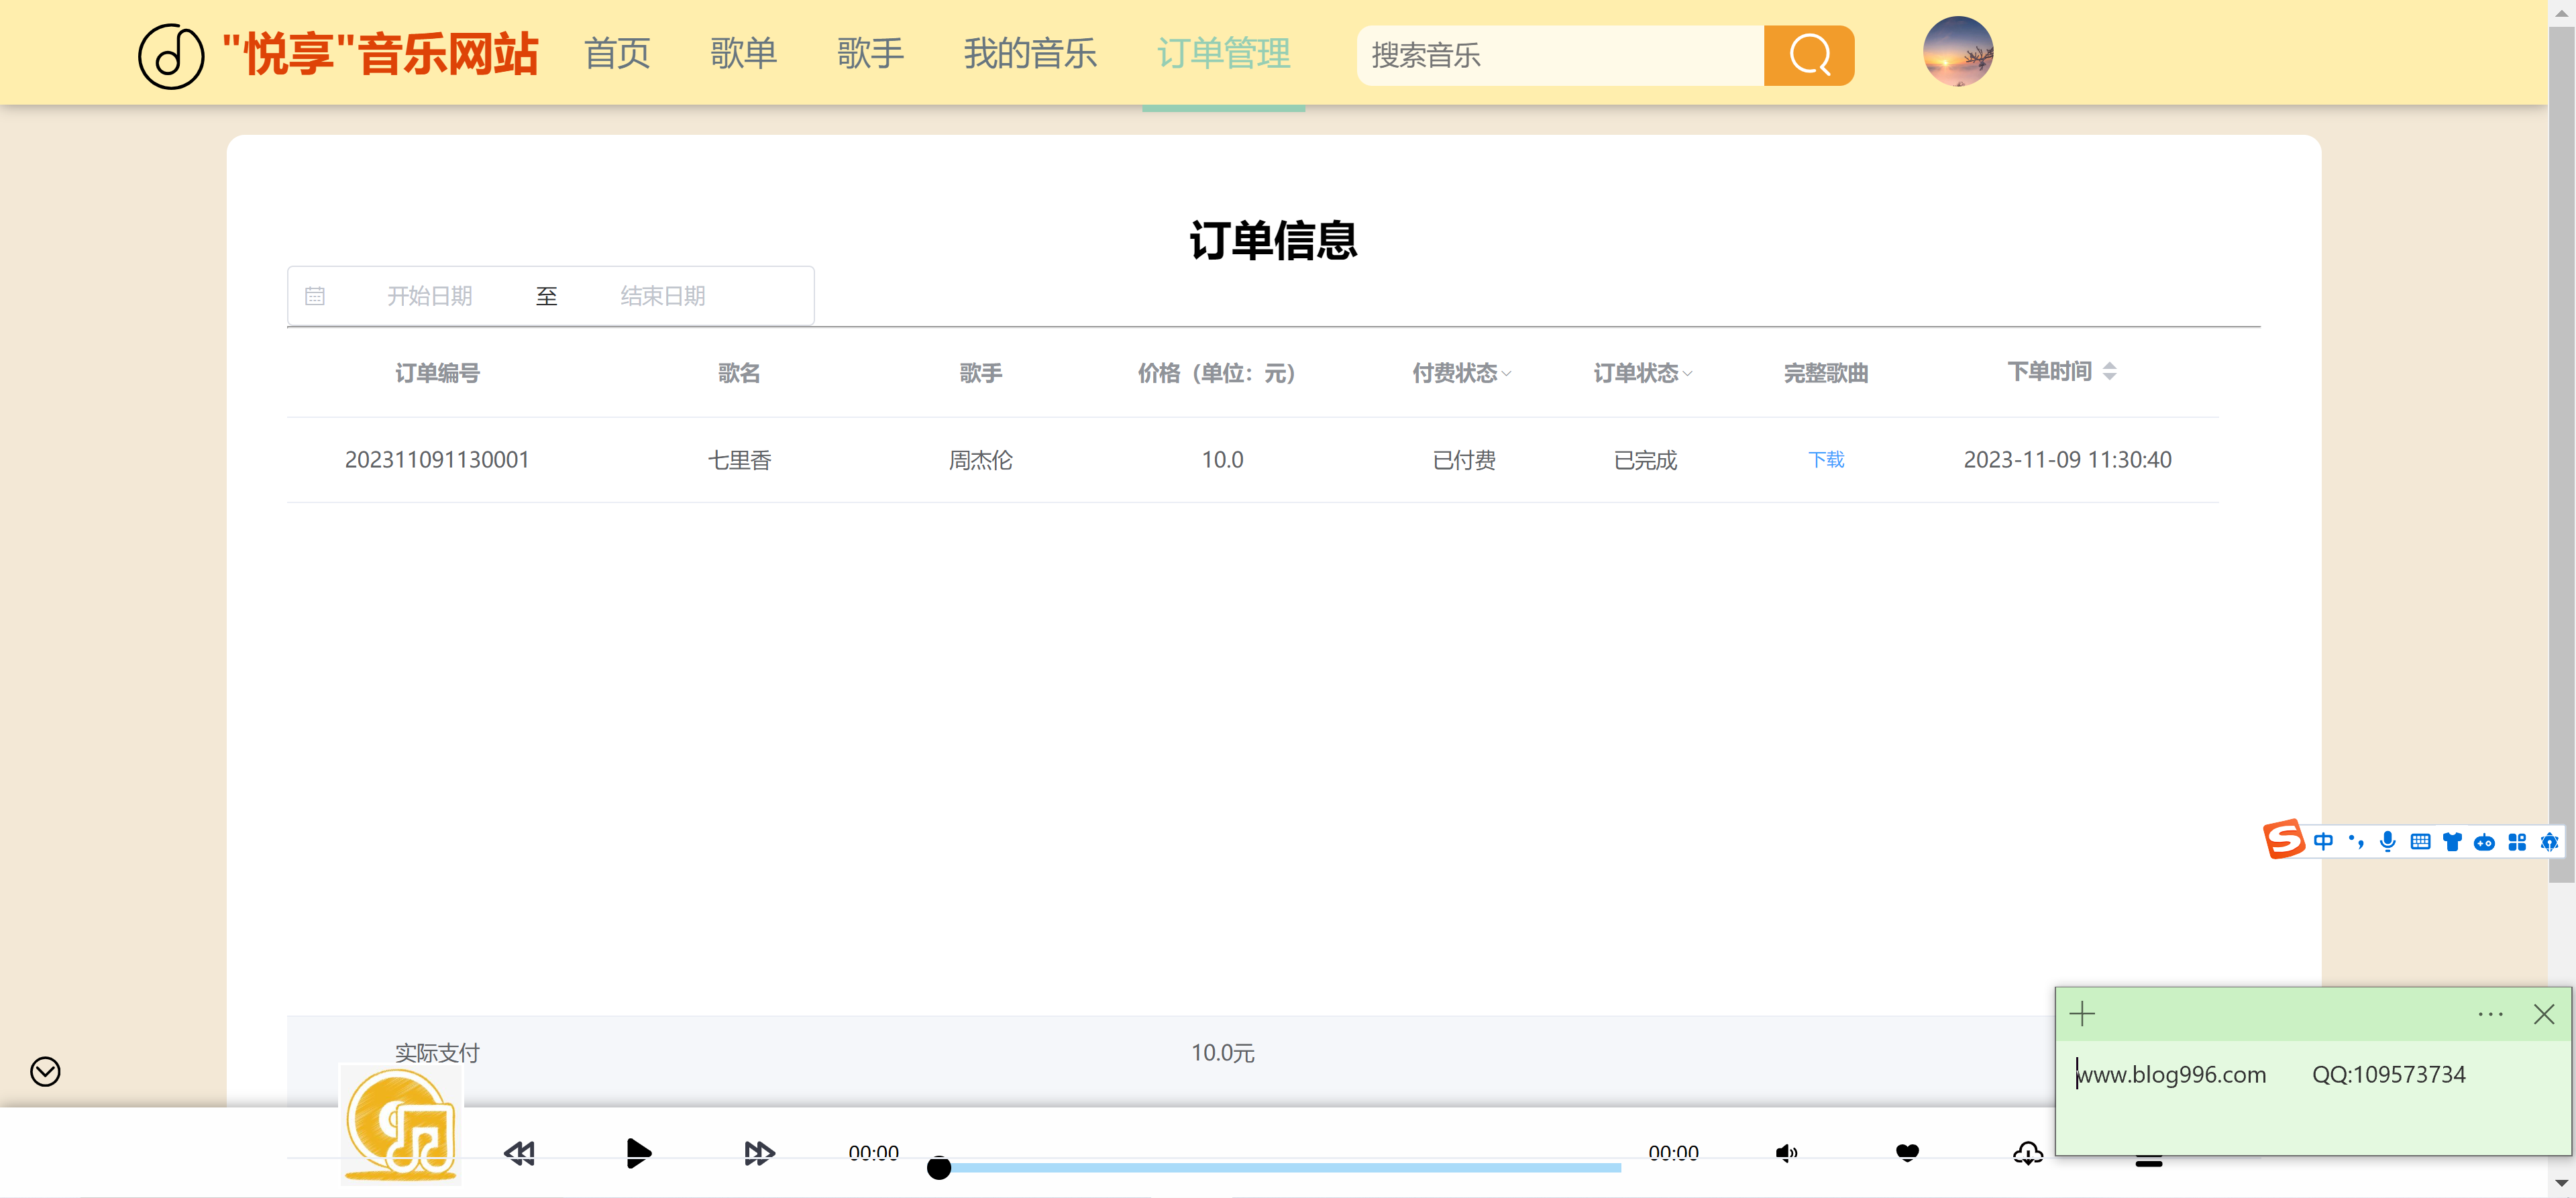 "悦享"音乐网站 首页 歌单 歌手 我的音乐 订单管理 搜索音乐
订单信息
开始日期 至 结束日期
订单编号 歌名 歌手 价格（单位：元） 付费状态 订单状态 完整歌曲 下单时间
202311091130001 七里香 周杰伦 10.0 已付费 已完成 下载 2023-11-09 11:30:40
中
实际支付 10.0元
www.blog996.com QQ:109573734
00:00 00:00